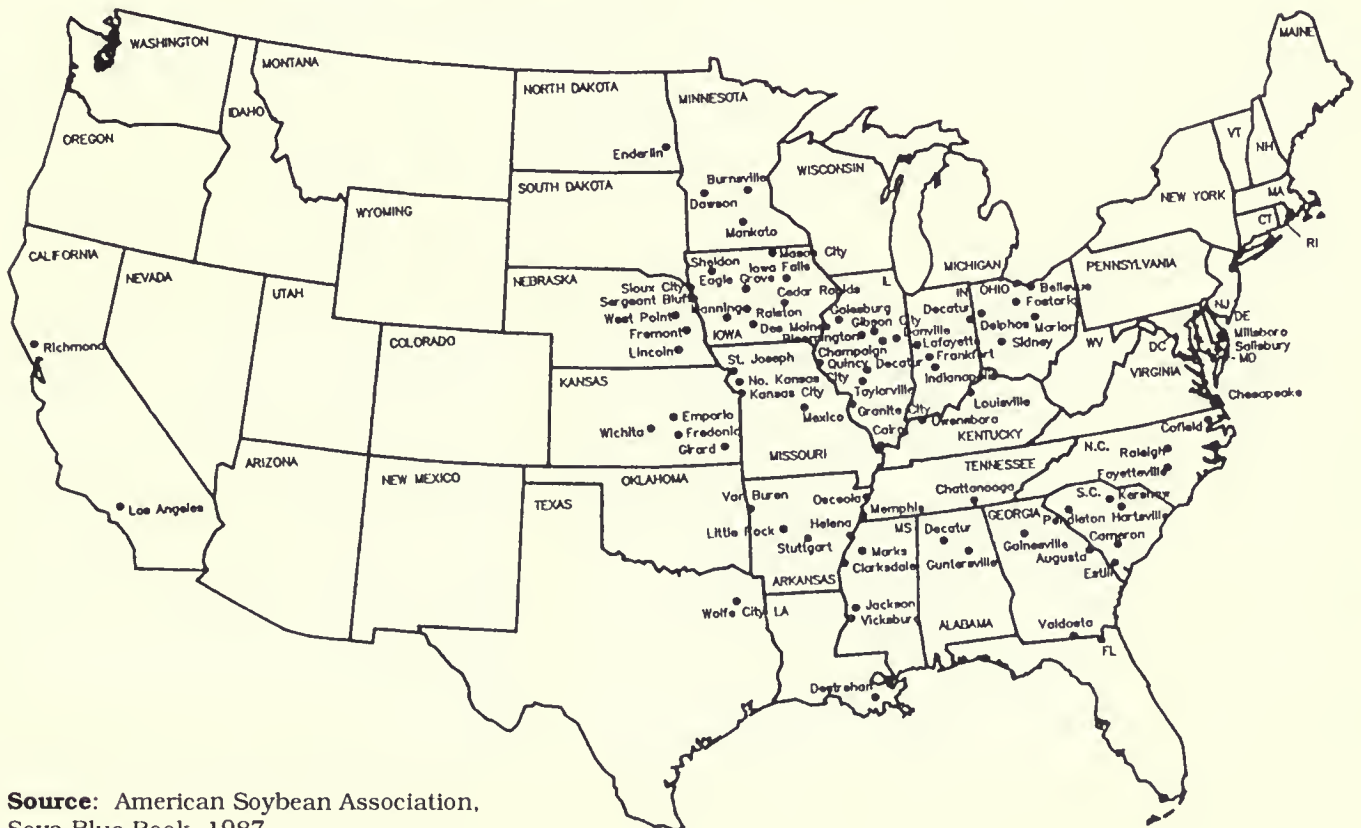 WASHINGTON
MONTANA
NORTH DAKOTA
MINNESOTA
MAINE
IDAHO
OREGON
VT
NH
Enderlin
WISCONSIN
SOUTH DAKOTA
Burnsville
Dawson
NEW YORK
MA
WYOMING
Mankato
CT
RI
CALIFORNIA
NEVADA
Mason City
Sheldon
Iowa Falls
MICHIGAN
PENNSYLVANIA
NEBRASKA
Eagle Grove
IL
IN
OHIO
Bellevue
UTAH
Sioux City
Cedar Rapids
Sergeant Bluff
Manning
Galesburg
Decatur
Fostoria
NJ
West Point
Ralston
Gibson City
Delphos
Marion
DE
Fremont
Des Moines
Bloomington
Danville
Lafayette
Sidney
Millsboro
Richmond
COLORADO
Lincoln
IOWA
Champaign
Frankfort
WV
DC
Salisbury
St. Joseph
Quincy
Decatur
MD
KANSAS
No. Kansas City
Indianapolis
VIRGINIA
Kansas City
Taylorville
Louisville
Chesapeake
Emporia
Mexico
Granite City
Owensboro
Wichita
Fredonia
Cairo
KENTUCKY
Cofield
Girard
MISSOURI
N.C.
Raleigh
ARIZONA
NEW MEXICO
OKLAHOMA
TENNESSEE
Fayetteville
TEXAS
Van Buren
Osceola
Chattanooga
S.C.
Kershaw
Los Angeles
Memphis
GEORGIA
Pendleton
Hartsville
Little Rock
Helena
MS
Decatur
Stuttgart
Gainesville
Cameron
Marks
Augusta
Clarksdale
Guntersville
Estill
ARKANSAS
Wolfe City
LA
Jackson
Vicksburg
ALABAMA
Valdosta
FL
Destrehan
Source: American Soybean Association,